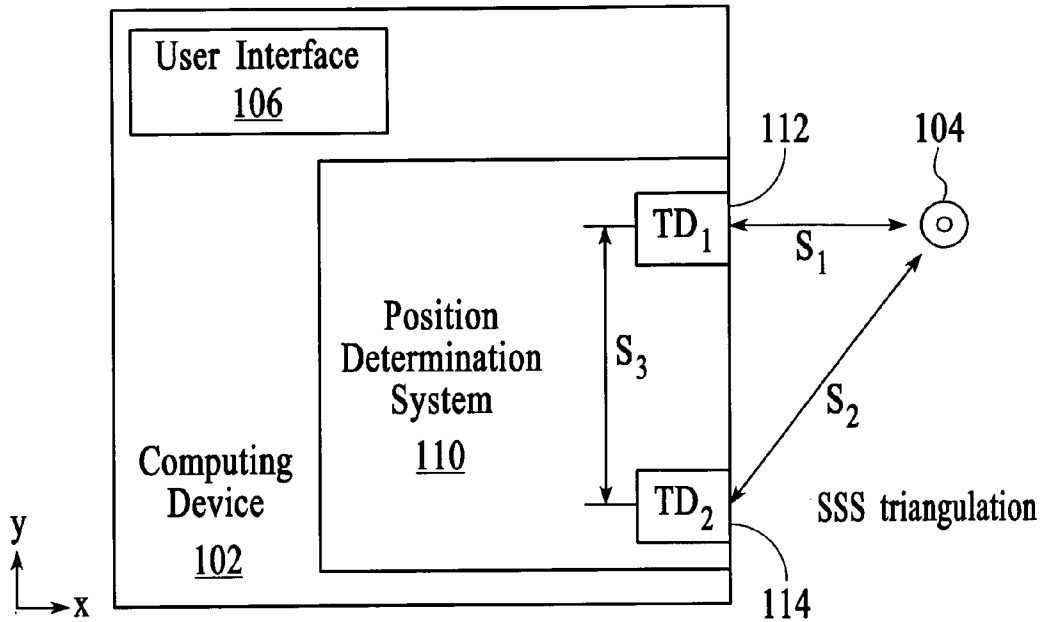 User Interface
106
112
104
TD1
S1
Position
Determination
System
110
S3
S2
Computing
Device
102
TD2
SSS triangulation
y
x
114